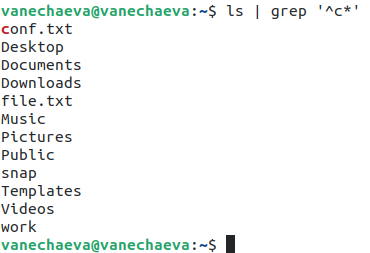 vanechaeva@vanechaeva:~$ ls | grep '^c*'
conf.txt
Desktop
Documents
Downloads
file.txt
Music
Pictures
Public
snap
Templates
Videos
work
vanechaeva@vanechaeva:~$